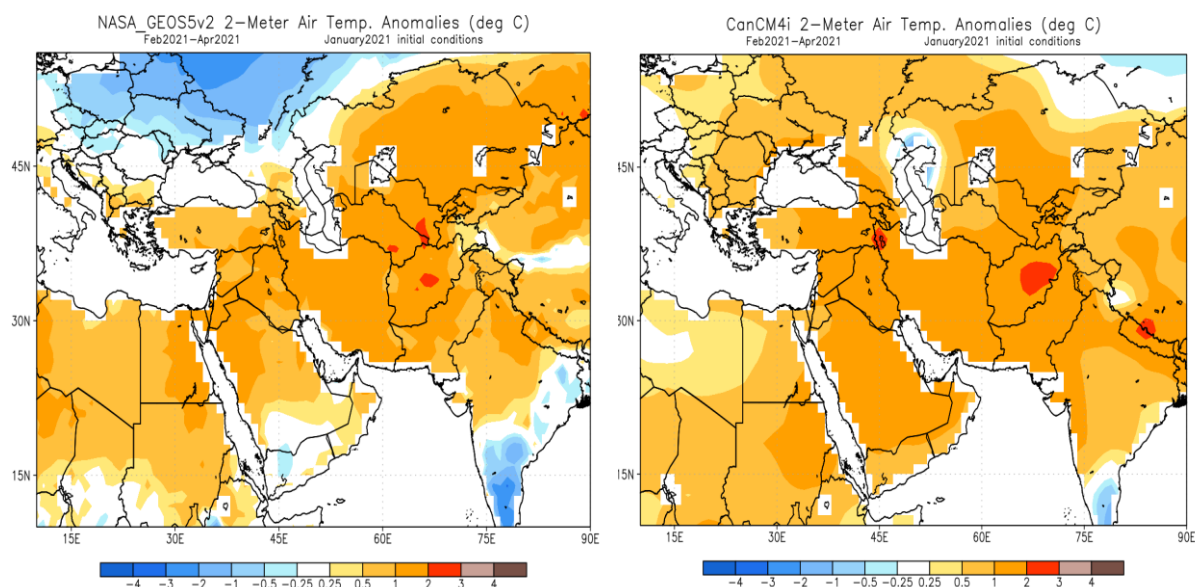 NASA_GEOS5v2 2-Meter Air Temp. Anomalies (deg C)
Feb2021-Apr2021 January2021 initial conditions
45N
30N
15N
15E 30E 45E 60E 75E 90E
-4 -3 -2 -1 -0.5 -0.25 0.25 0.5 1 2 3 4
CanCM4i 2-Meter Air Temp. Anomalies (deg C)
Feb2021-Apr2021 January2021 initial conditions
45N
30N
15N
15E 30E 45E 60E 75E 90E
-4 -3 -2 -1 -0.5 -0.25 0.25 0.5 1 2 3 4